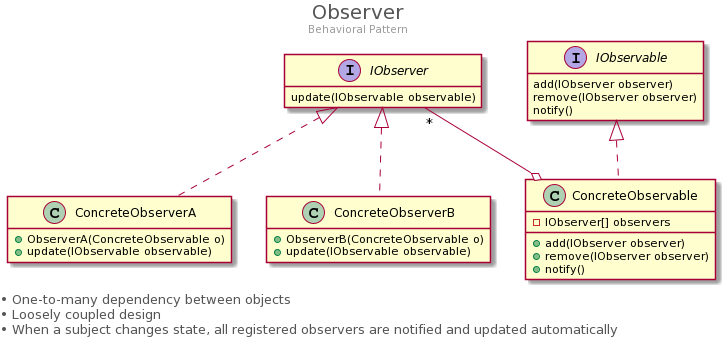 Observer
Behavioral Pattern
I IObserver
update(IObservable observable)
I IObservable
add(IObserver observer)
remove(IObserver observer)
notify()
*
C ConcreteObserverA
ObserverA(ConcreteObservable o)
update(IObservable observable)
C ConcreteObserverB
ObserverB(ConcreteObservable o)
update(IObservable observable)
C ConcreteObservable
IObserver[] observers
add(IObserver observer)
remove(IObserver observer)
notify()
• One-to-many dependency between objects
• Loosely coupled design
• When a subject changes state, all registered observers are notified and updated automatically